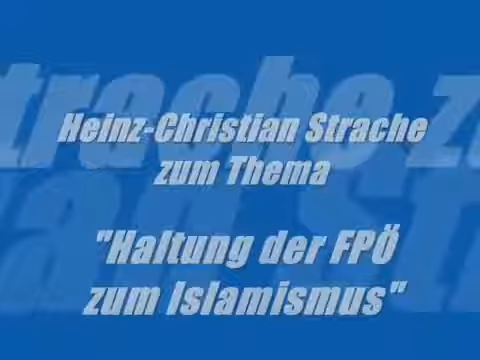 Heinz-Christian Strache
zum Thema
"Haltung der FPÖ
zum Islamismus"